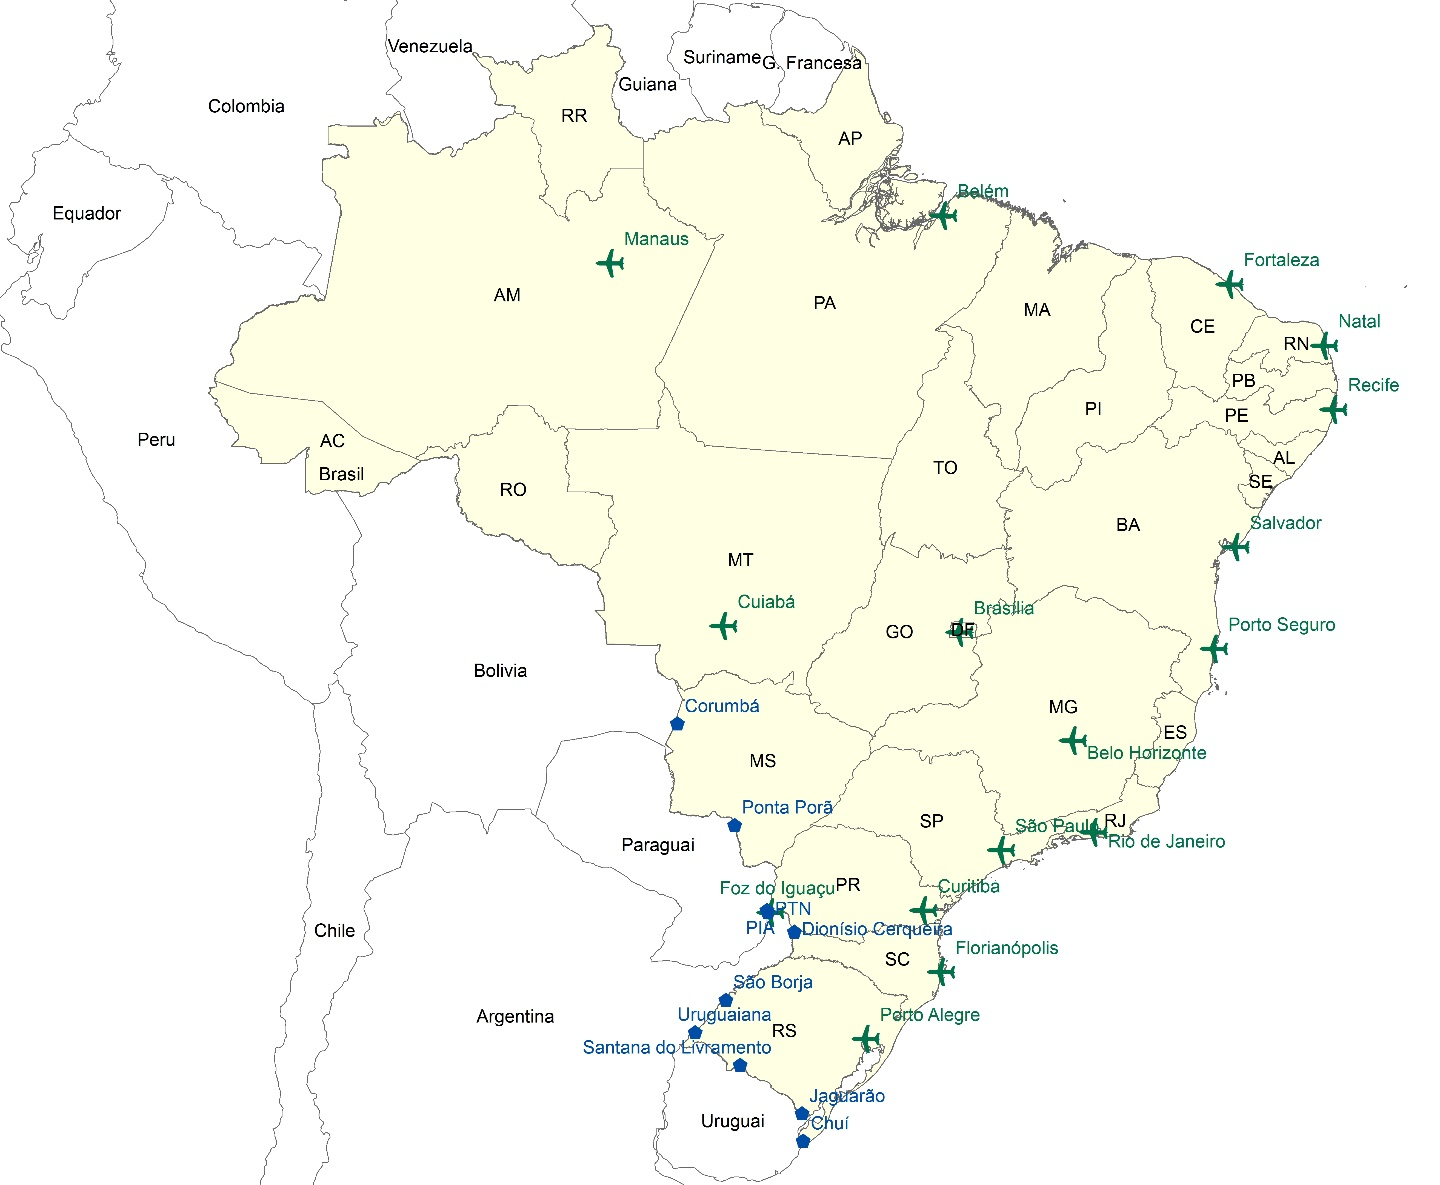 Venezuela
Suriname
G. Francesa
Guiana
Colombia
RR
AP
Equador
Belém
Manaus
Fortaleza
AM
PA
MA
CE
Natal
RN
PB
Recife
PI
PE
Peru
AC
Brasil
TO
AL
RO
SE
BA
Salvador
MT
Cuiabá
Brasília
GO
DF
Porto Seguro
Bolivia
Corumbá
MG
ES
Belo Horizonte
MS
Ponta Porã
SP
São Paulo
RJ
Rio de Janeiro
Paraguai
Foz do Iguaçu
PR
Curitiba
PTN
PIA
Dionísio Cerqueira
Chile
Florianópolis
SC
São Borja
Uruguaiana
Argentina
RS
Porto Alegre
Santana do Livramento
Jaguarão
Uruguai
Chuí